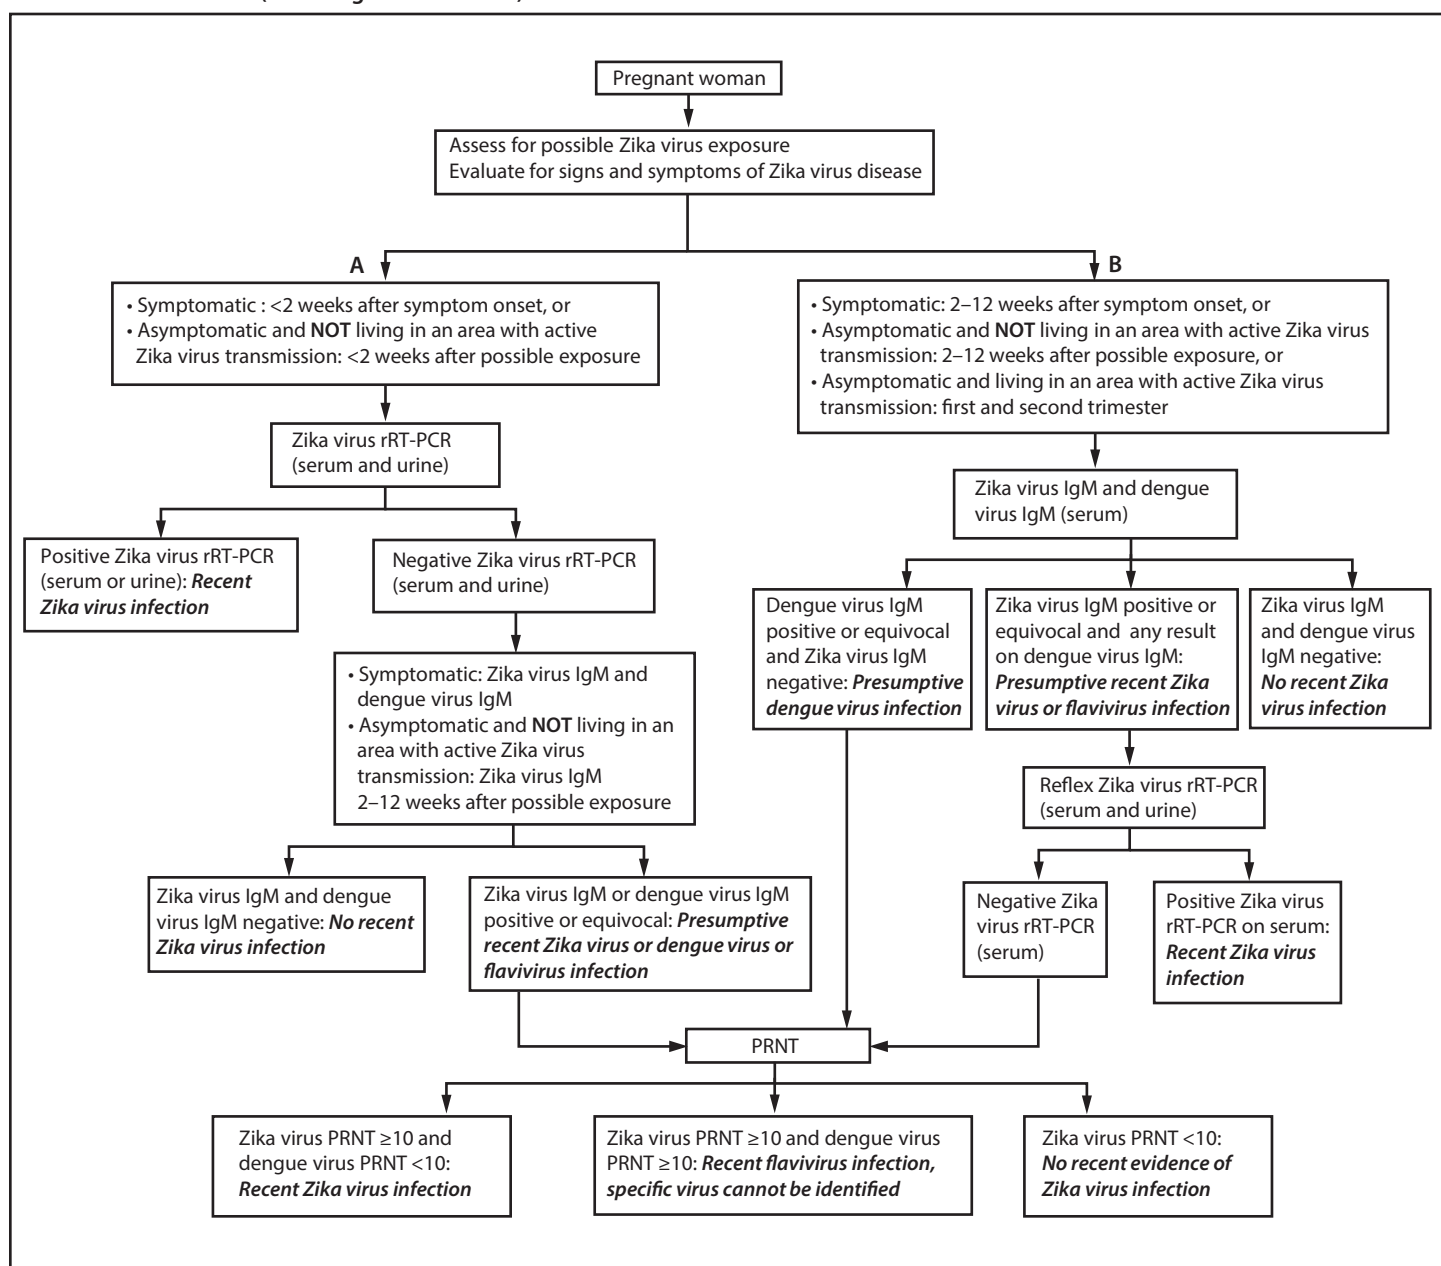 Pregnant woman
Assess for possible Zika virus exposure
Evaluate for signs and symptoms of Zika virus disease
A
• Symptomatic : <2 weeks after symptom onset, or
• Asymptomatic and NOT living in an area with active
Zika virus transmission: <2 weeks after possible exposure
B
• Symptomatic: 2–12 weeks after symptom onset, or
• Asymptomatic and NOT living in an area with active Zika virus
transmission: 2–12 weeks after possible exposure, or
• Asymptomatic and living in an area with active Zika virus
transmission: first and second trimester
Zika virus rRT-PCR
(serum and urine)
Zika virus IgM and dengue
virus IgM (serum)
Positive Zika virus rRT-PCR
(serum or urine): Recent
Zika virus infection
Negative Zika virus rRT-PCR
(serum and urine)
Dengue virus IgM
positive or equivocal
and Zika virus IgM
negative: Presumptive
dengue virus infection
Zika virus IgM positive or
equivocal and any result
on dengue virus IgM:
Presumptive recent Zika
virus or flavivirus infection
Zika virus IgM
and dengue virus
IgM negative:
No recent Zika
virus infection
• Symptomatic: Zika virus IgM and
dengue virus IgM
• Asymptomatic and NOT living in an
area with active Zika virus
transmission: Zika virus IgM
2–12 weeks after possible exposure
Reflex Zika virus rRT-PCR
(serum and urine)
Zika virus IgM and dengue
virus IgM negative: No recent
Zika virus infection
Zika virus IgM or dengue virus IgM
positive or equivocal: Presumptive
recent Zika virus or dengue virus or
flavivirus infection
Negative Zika
virus rRT-PCR
(serum)
Positive Zika virus
rRT-PCR on serum:
Recent Zika virus
infection
PRNT
Zika virus PRNT ≥10 and
dengue virus PRNT <10:
Recent Zika virus infection
Zika virus PRNT ≥10 and dengue virus
PRNT ≥10: Recent flavivirus infection,
specific virus cannot be identified
Zika virus PRNT <10:
No recent evidence of
Zika virus infection